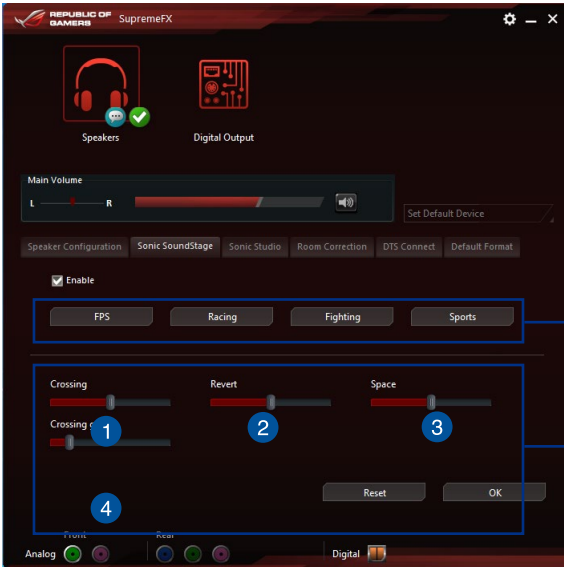 REPUBLIC OF
GAMERS
SupremeFX
Speakers
Digital Output
Main Volume
L R
Set Default Device
Speaker Configuration Sonic SoundStage Sonic Studio Room Correction DTS Connect Default Format
Enable
FPS Racing Fighting Sports
Crossing Revert Space
1 2 3
Crossing
Reset OK
4
Front Rear
Analog Digital